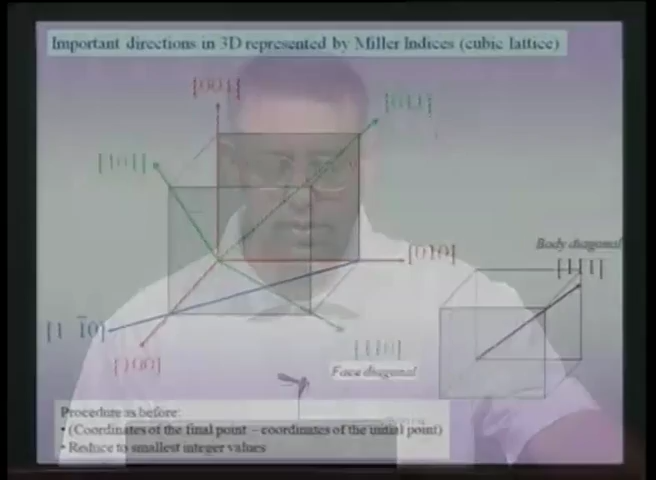 Important directions in 3D represented by Miller Indices (cubic lattice)
[001]
[011]
[101]
[010]
Body diagonal
[111]
[1 1̅0]
[100]
[110]
Face diagonal
Procedure as before:
• (Coordinates of the final point – coordinates of the initial point)
• Reduce to smallest integer values